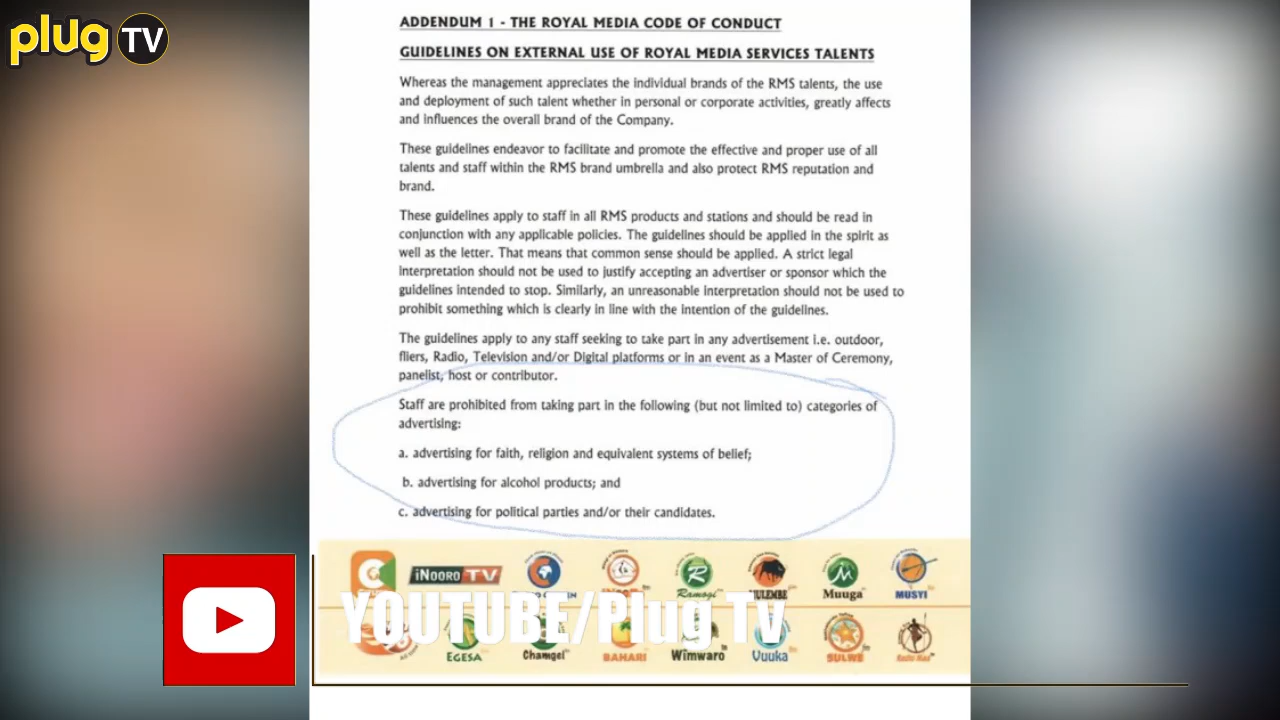 plug TV
ADDENDUM 1 - THE ROYAL MEDIA CODE OF CONDUCT
GUIDELINES ON EXTERNAL USE OF ROYAL MEDIA SERVICES TALENTS
Whereas the management appreciates the individual brands of the RMS talents, the use
and deployment of such talent whether in personal or corporate activities, greatly affects
and influences the overall brand of the Company.
These guidelines endeavor to facilitate and promote the effective and proper use of all
talents and staff within the RMS brand umbrella and also protect RMS reputation and
brand.
These guidelines apply to staff in all RMS products and stations and should be read in
conjunction with any applicable policies. The guidelines should be applied in the spirit as
well as the letter. That means that common sense should be applied. A strict legal
interpretation should not be used to justify accepting an advertiser or sponsor which the
guidelines intended to stop. Similarly, an unreasonable interpretation should not be used to
prohibit something which is clearly in line with the intention of the guidelines.
The guidelines apply to any staff seeking to take part in any advertisement i.e. outdoor,
fliers, Radio, Television and/or Digital platforms or in an event as a Master of Ceremony,
panelist, host or contributor.
Staff are prohibited from taking part in the following (but not limited to) categories of
advertising:
a. advertising for faith, religion and equivalent systems of belief;
b. advertising for alcohol products; and
c. advertising for political parties and/or their candidates.
iNOORO TV
Ramogi
Muuga
MUSYI
YOUTUBE/Plug Tv
EGESA
Chamgei
BAHARI
Wimwaro
Vuuka
SULWE